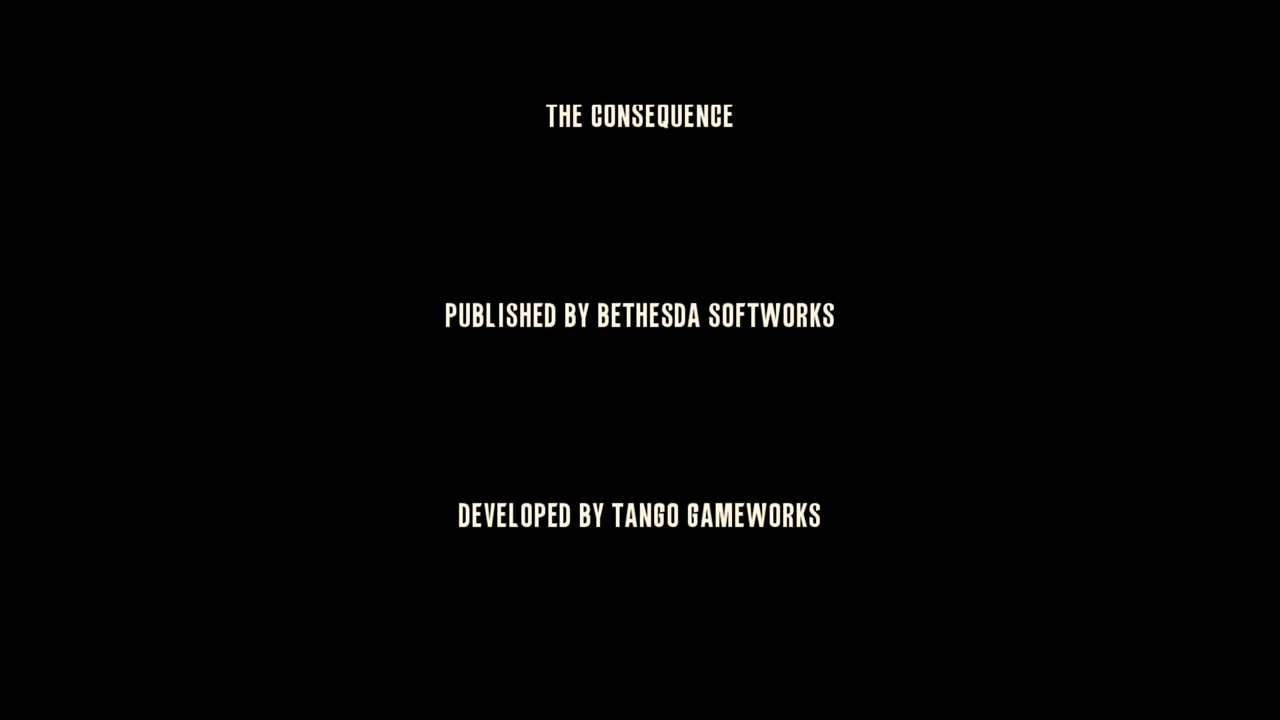 THE CONSEQUENCE
PUBLISHED BY BETHESDA SOFTWORKS
DEVELOPED BY TANGO GAMEWORKS